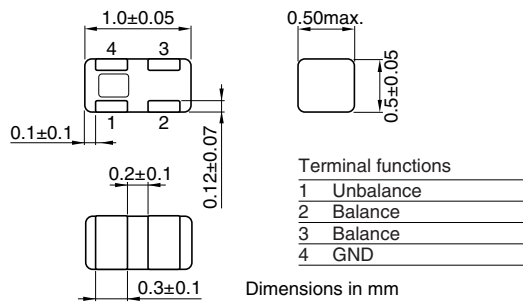 1.0±0.05
0.50max.
4 3
0.5±0.05
1 2
0.1±0.1
0.12±0.07
0.2±0.1
Terminal functions
1 Unbalance
2 Balance
3 Balance
4 GND
0.3±0.1
Dimensions in mm